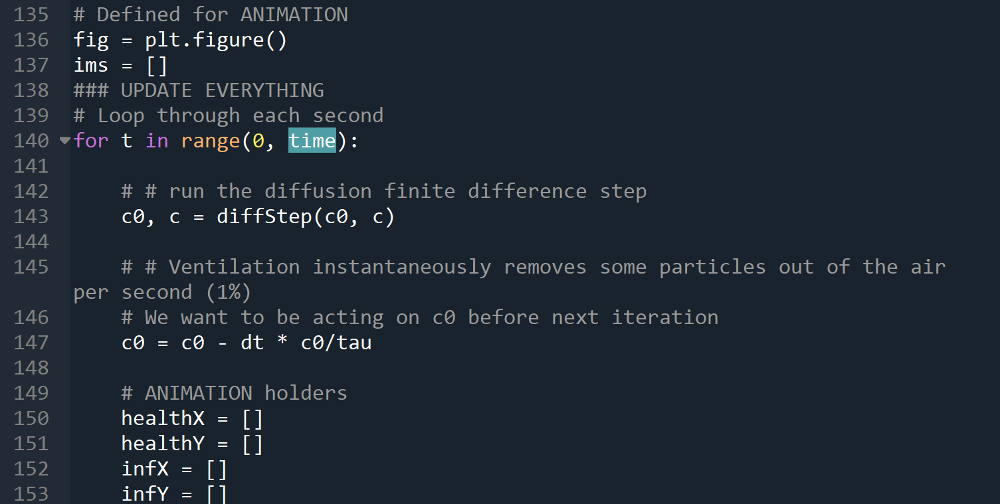 135 # Defined for ANIMATION
136 fig = plt.figure()
137 ims = []
138 ### UPDATE EVERYTHING
139 # Loop through each second
140 for t in range(0, time):
141
142 # # run the diffusion finite difference step
143 c0, c = diffStep(c0, c)
144
145 # # Ventilation instantaneously removes some particles out of the air
per second (1%)
146 # We want to be acting on c0 before next iteration
147 c0 = c0 - dt * c0/tau
148
149 # ANIMATION holders
150 healthX = []
151 healthY = []
152 infX = []
153 infY = []